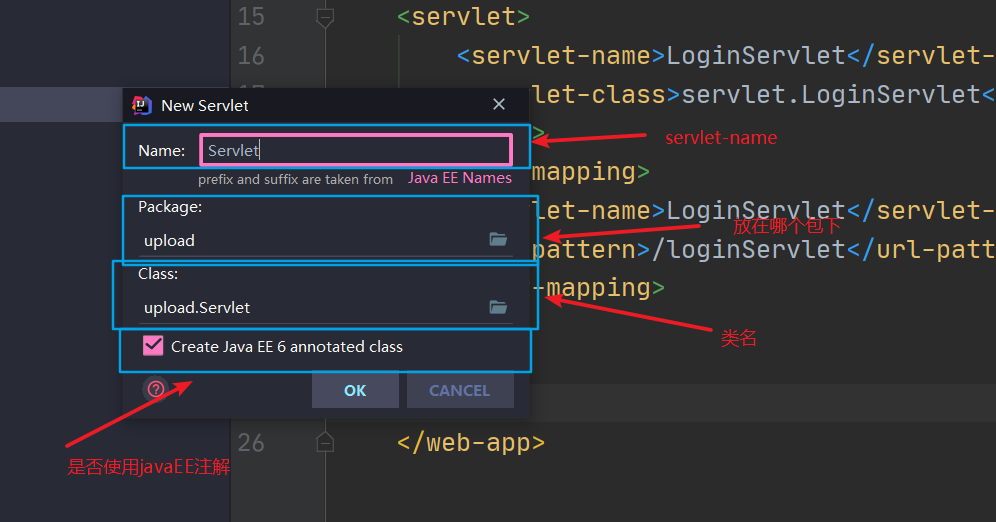 15 <servlet>
16 <servlet-name>LoginServlet</servlet-
let-class>servlet.LoginServlet<
>
mapping>
let-name>LoginServlet</servlet-
pattern>/loginServlet</url-patt
-mapping>
26 </web-app>
New Servlet
Name: Servlet
prefix and suffix are taken from Java EE Names
Package:
upload
Class:
upload.Servlet
Create Java EE 6 annotated class
?
OK CANCEL
servlet-name
放在哪个包下
类名
是否使用javaEE注解